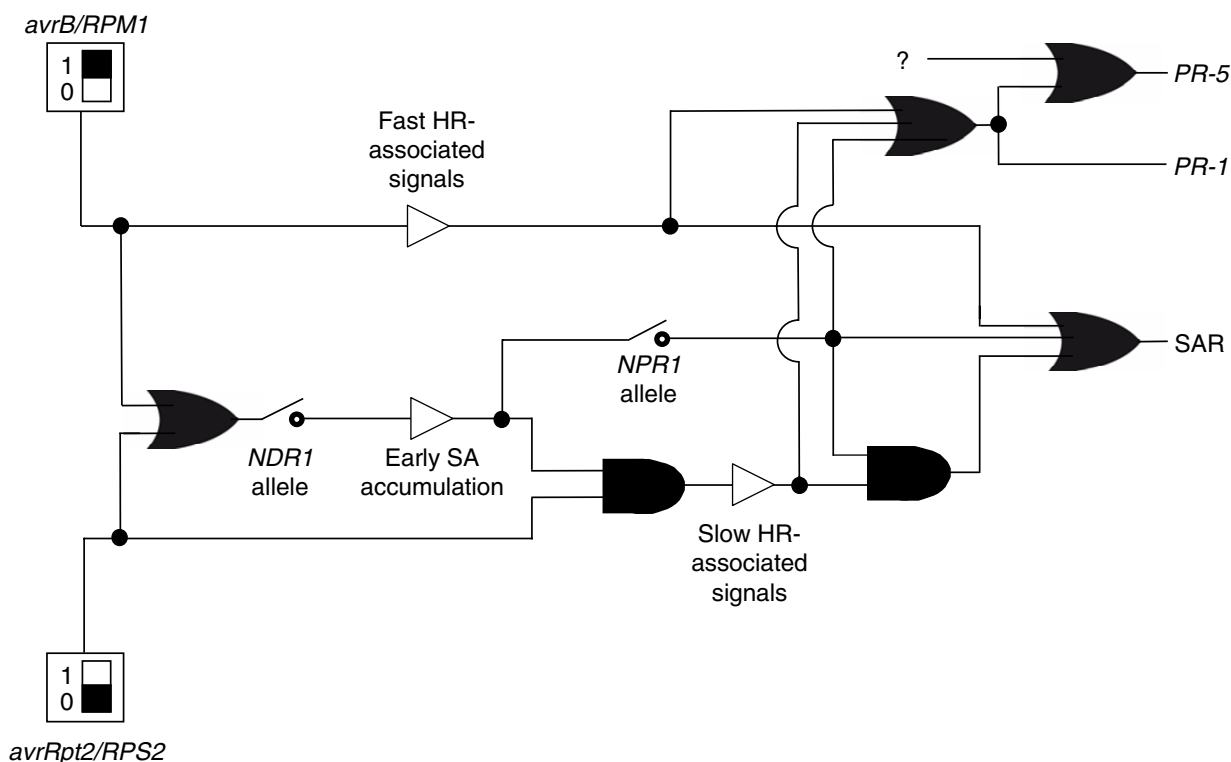 avrB/RPM1
1
0
?
PR-5
Fast HR-
associated
signals
PR-1
NPR1
allele
SAR
NDR1
allele
Early SA
accumulation
Slow HR-
associated
signals
1
0
avrRpt2/RPS2